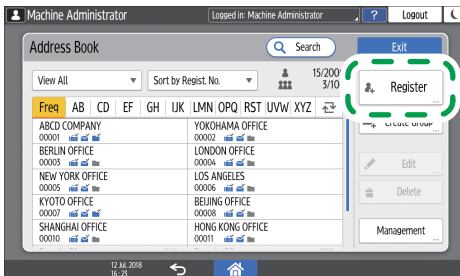 Machine Administrator
Logged in: Machine Administrator
?
Logout
Address Book
Search
Exit
View All
Sort by Regist. No.
15/2000
3/10
Register
Freq AB CD EF GH IJK LMN OPQ RST UVW XYZ
Create Group
ABCD COMPANY
00001
YOKOHAMA OFFICE
00002
BERLIN OFFICE
00003
LONDON OFFICE
00004
Edit
NEW YORK OFFICE
00005
LOS ANGELES
00006
Delete
KYOTO OFFICE
00007
BEIJING OFFICE
00008
SHANGHAI OFFICE
00010
HONG KONG OFFICE
00011
Management
12 Jul. 2018
16:23